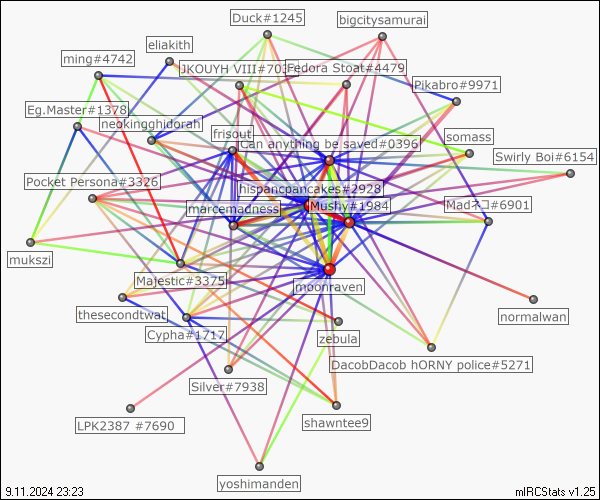 Duck#1245
bigcitysamurai
eliakith
ming#4742
JKOUYH VIII#703
Fedora Stoat#4479
Pikabro#9971
Eg.Master#1378
neokingghidorah
frisout
Can anything be saved#0396
somass
Swirly Boi#6154
Pocket Persona#3326
hispancpancakes#2928
marcemadness
Mushy#1984
Madネコ#6901
mukszi
Majestic#3375
moonraven
thesecondtwat
normalwan
Cypha#1717
zebula
DacobDacob hORNY police#5271
Silver#7938
LPK2387 #7690
shawntee9
yoshimanden
9.11.2024 23:23
mIRCStats v1.25